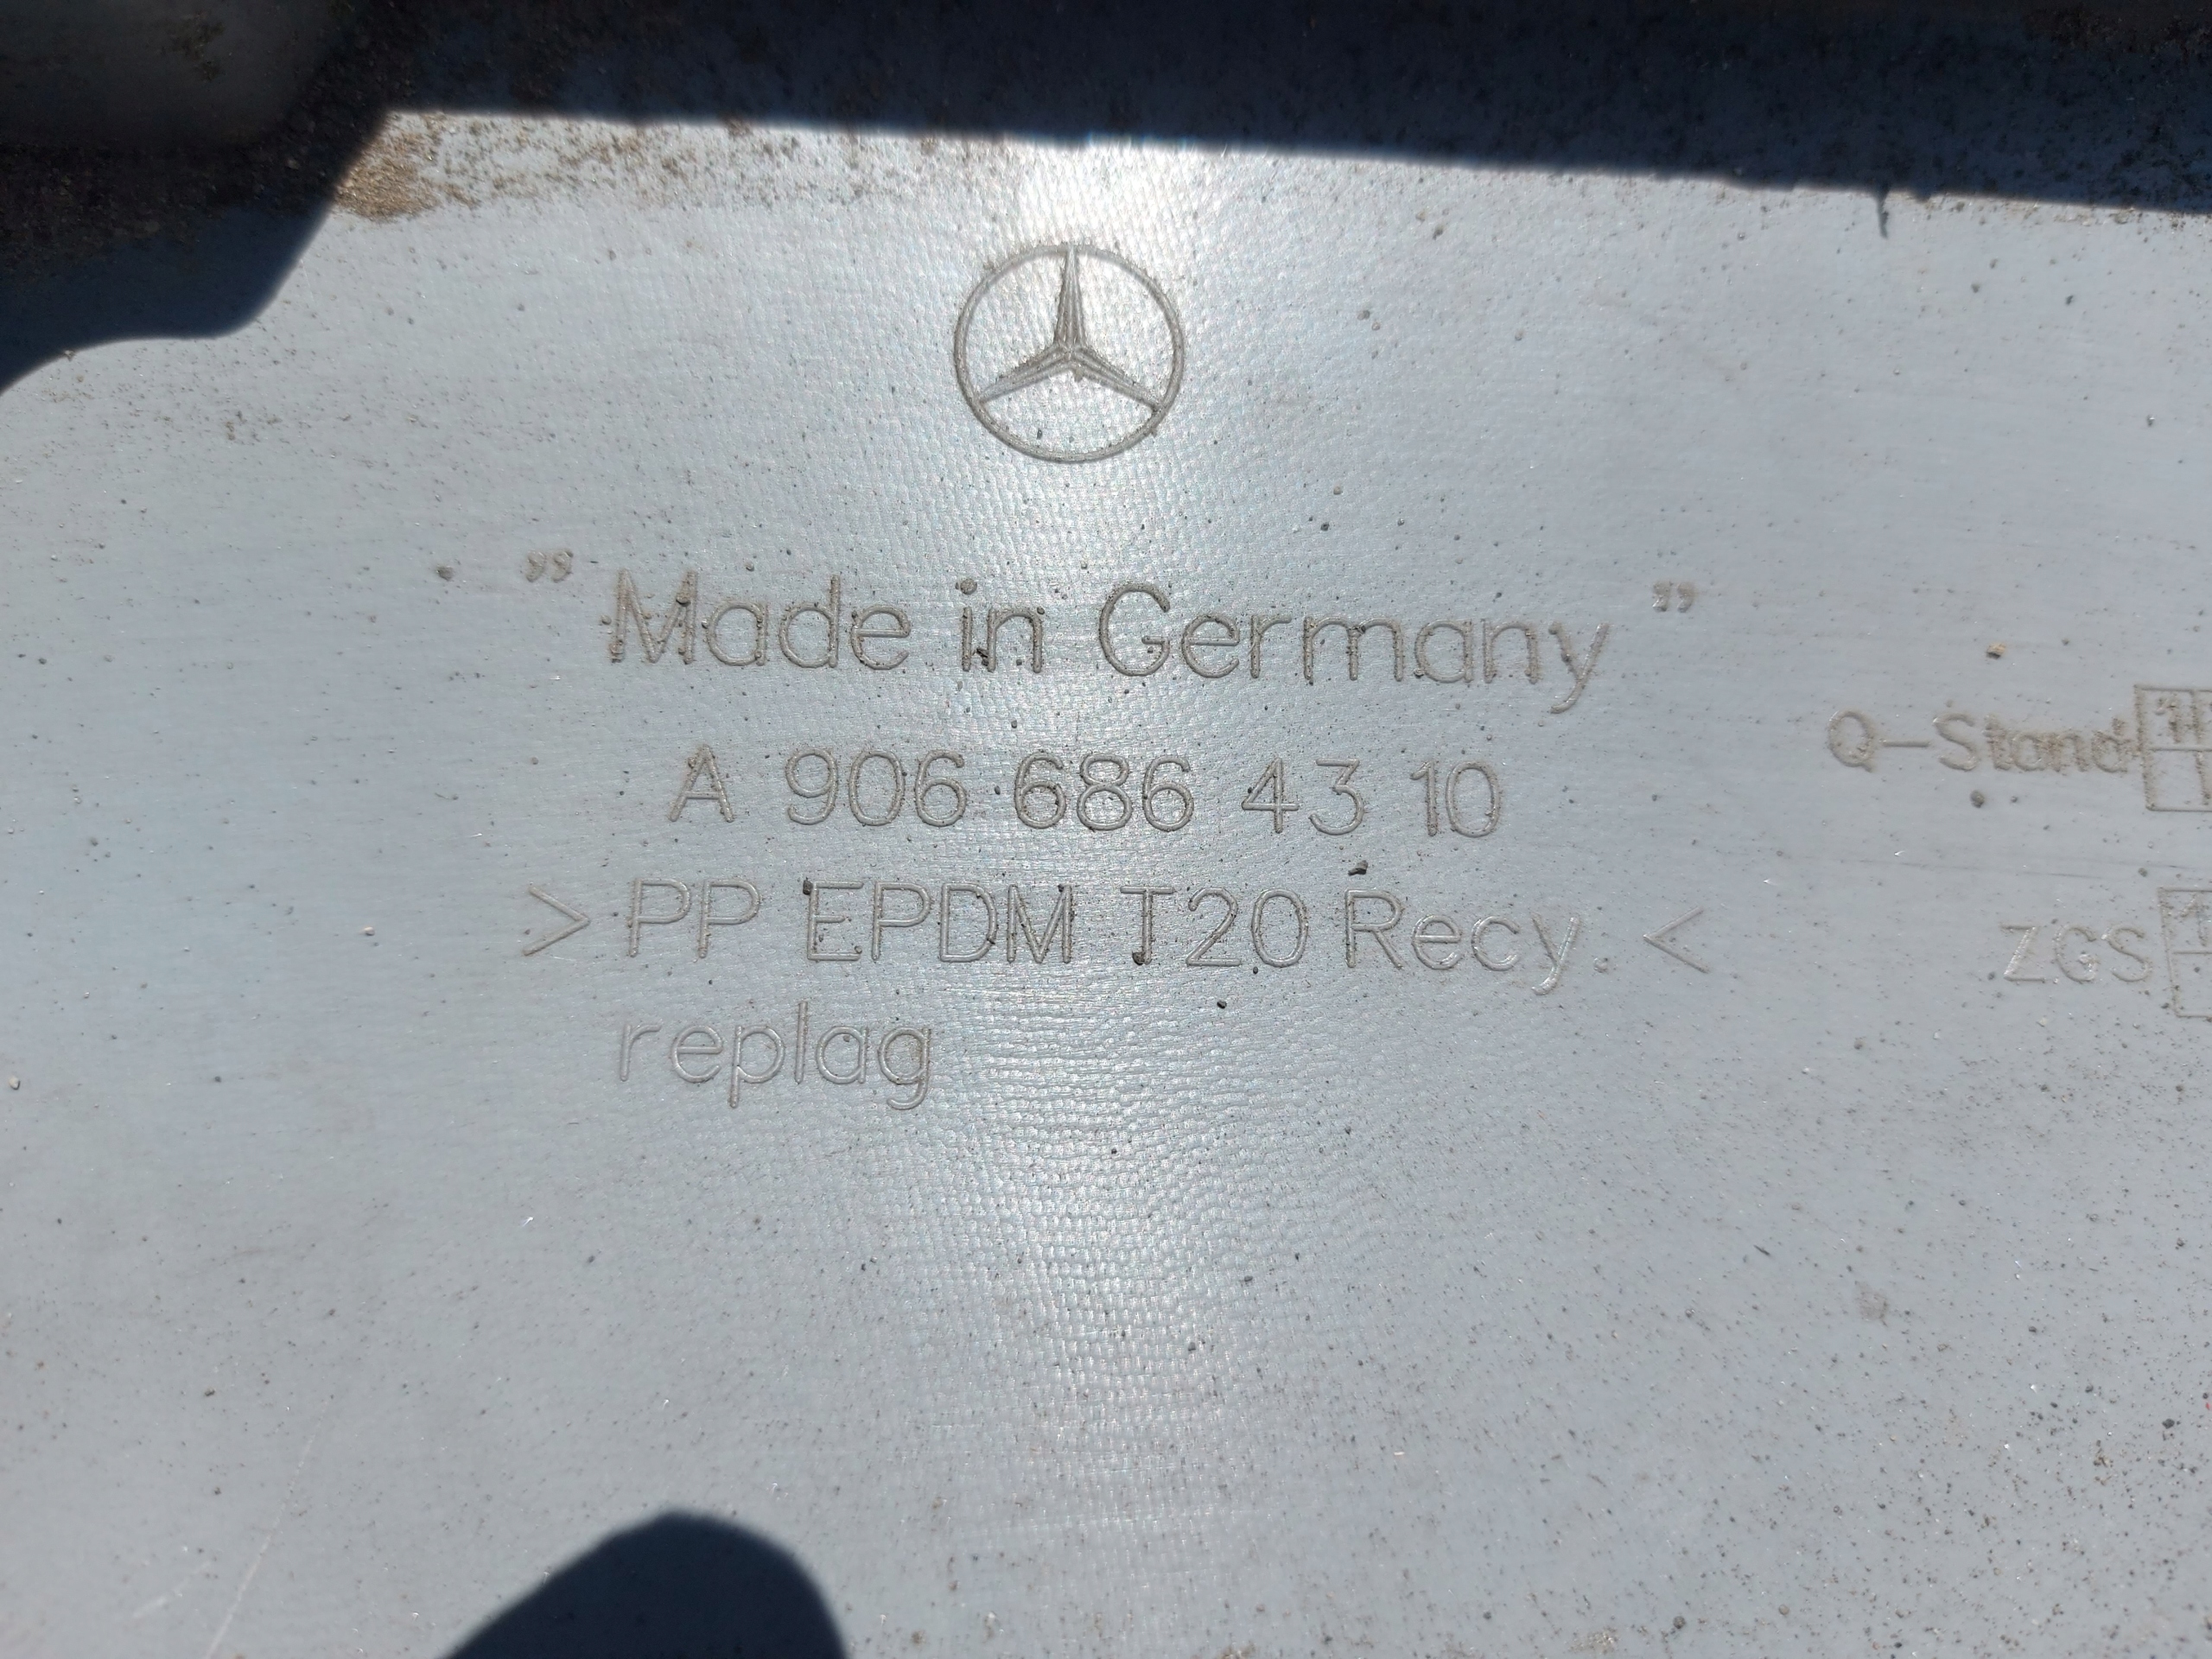 ” Made in Germany ”
A 906 686 43 10
>PP EPDM T20 Recy.<
replag
Q-Stand
ZGS